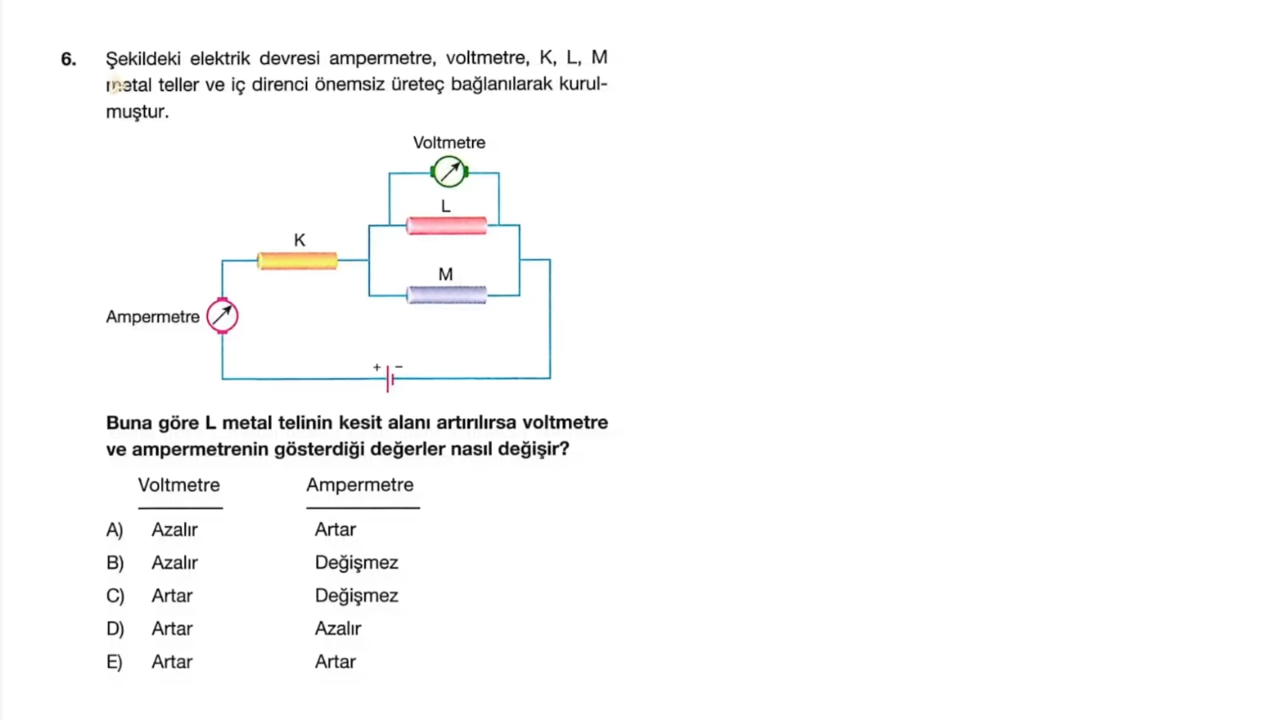 6. Şekildeki elektrik devresi ampermetre, voltmetre, K, L, M
metal teller ve iç direnci önemsiz üreteç bağlanılarak kurul-
muştur.
Voltmetre
L
K
M
Ampermetre
+ −
Buna göre L metal telinin kesit alanı artırılırsa voltmetre
ve ampermetrenin gösterdiği değerler nasıl değişir?
Voltmetre Ampermetre
A) Azalır Artar
B) Azalır Değişmez
C) Artar Değişmez
D) Artar Azalır
E) Artar Artar